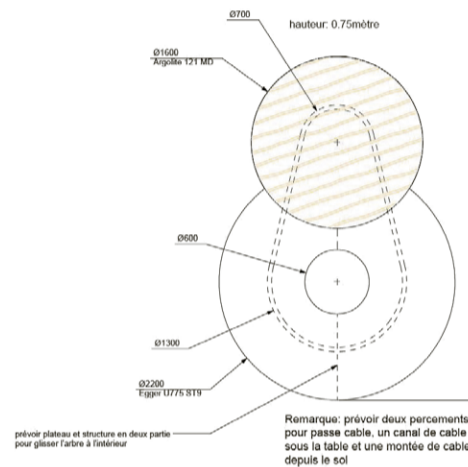 Ø700
hauteur: 0.75mètre
Ø1600
Argolite 121 MD
Ø600
Ø1300
Ø2200
Egger U775 ST9
prévoir plateau et structure en deux partie
pour glisser l'arbre à l'intérieur
Remarque: prévoir deux percements
pour passe cable, un canal de cable
sous la table et une montée de cable
depuis le sol